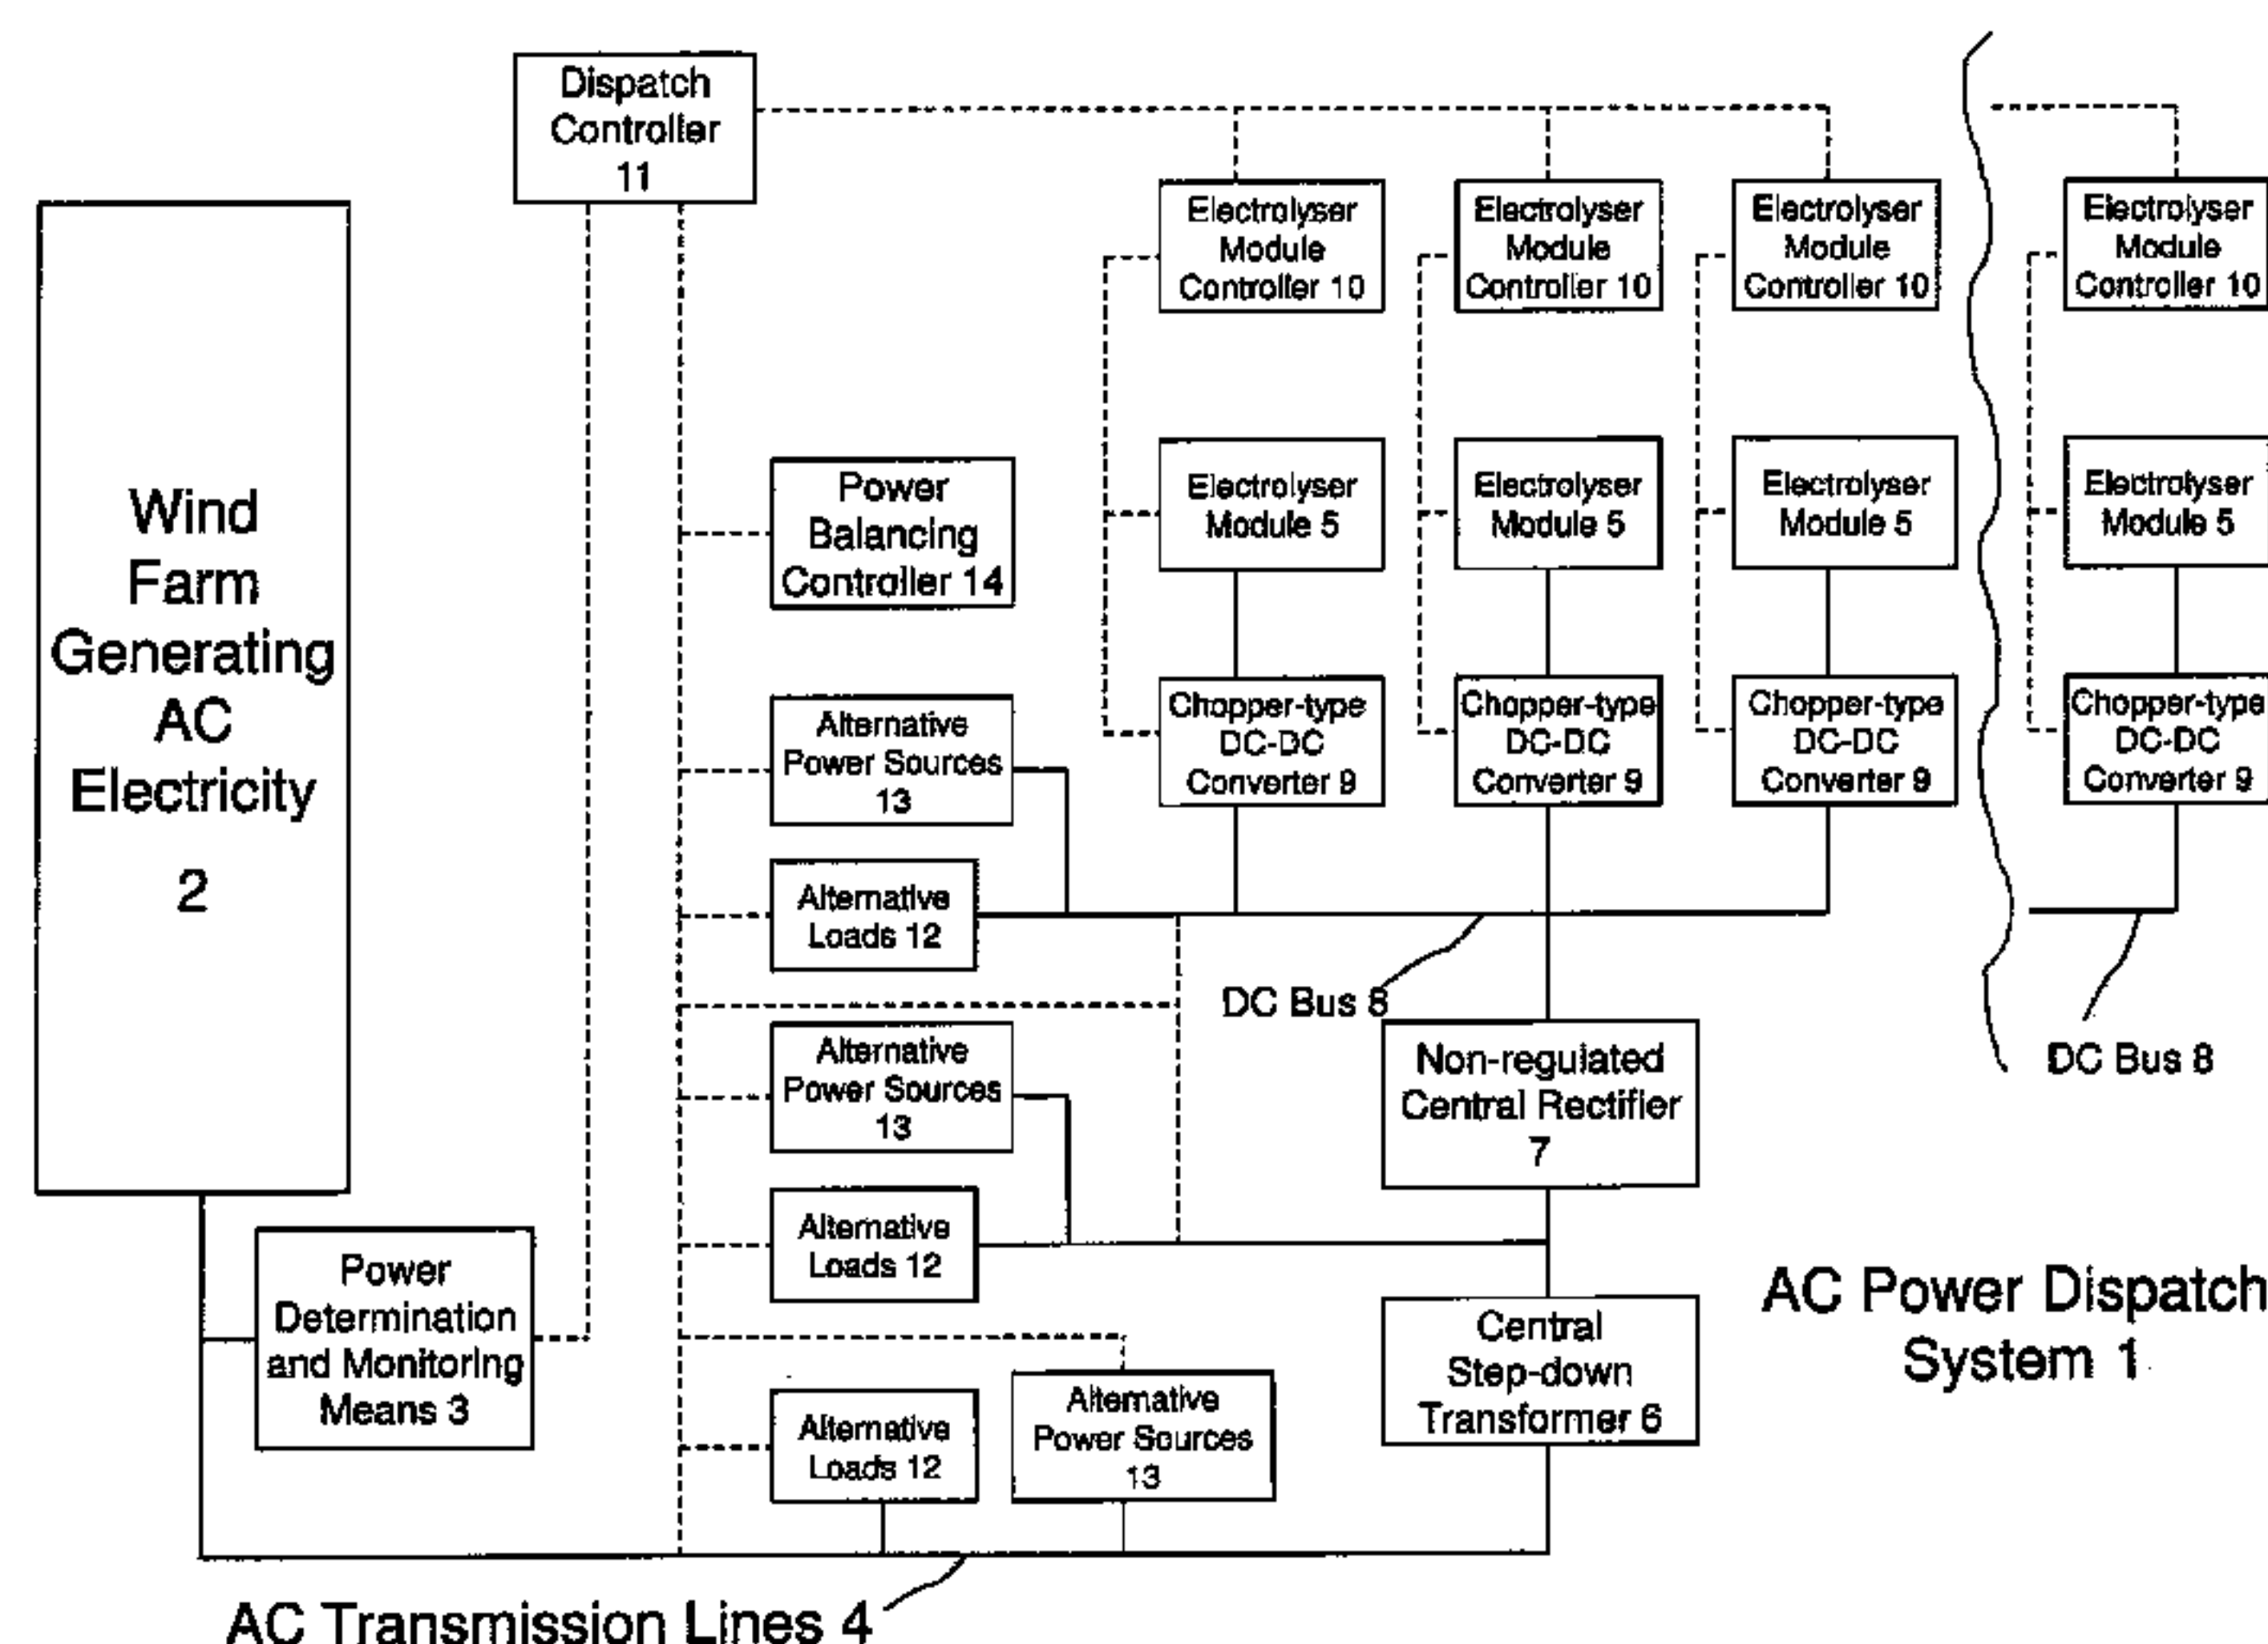 Dispatch
Controller
11
Wind
Farm
Generating
AC
Electricity
2
Electrolyser
Module
Controller 10
Electrolyser
Module
Controller 10
Electrolyser
Module
Controller 10
Electrolyser
Module
Controller 10
Power
Balancing
Controller 14
Electrolyser
Module 5
Electrolyser
Module 5
Electrolyser
Module 5
Electrolyser
Module 5
Alternative
Power Sources
13
Chopper-type
DC-DC
Converter 9
Chopper-type
DC-DC
Converter 9
Chopper-type
DC-DC
Converter 9
Chopper-type
DC-DC
Converter 9
Alternative
Loads 12
DC Bus 8
DC Bus 8
Alternative
Power Sources
13
Non-regulated
Central Rectifier
7
Alternative
Loads 12
Power
Determination
and Monitoring
Means 3
Central
Step-down
Transformer 6
AC Power Dispatch
System 1
Alternative
Loads 12
Alternative
Power Sources
13
AC Transmission Lines 4